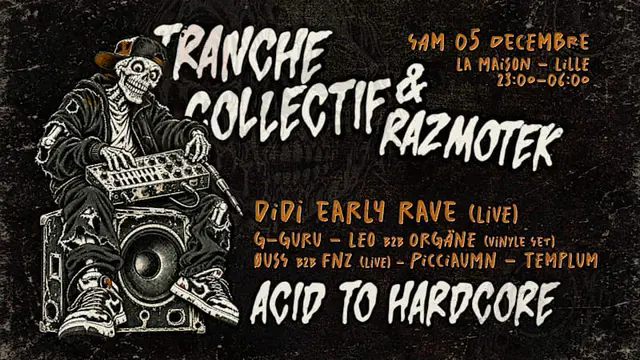 TRANCHE
COLLECTIF &
RAZMOTEK
SAM 05 DECEMBRE
LA MAISON - LILLE
23:00-06:00
DiDi EARLY RAVE (LiVE)
G-GURU - LEO B2B ORGÄNE (ViNYLE SET)
ØUSS B2B FNZ (LiVE) - PiCCiAUMN - TEMPLUM
ACID TO HARDCORE